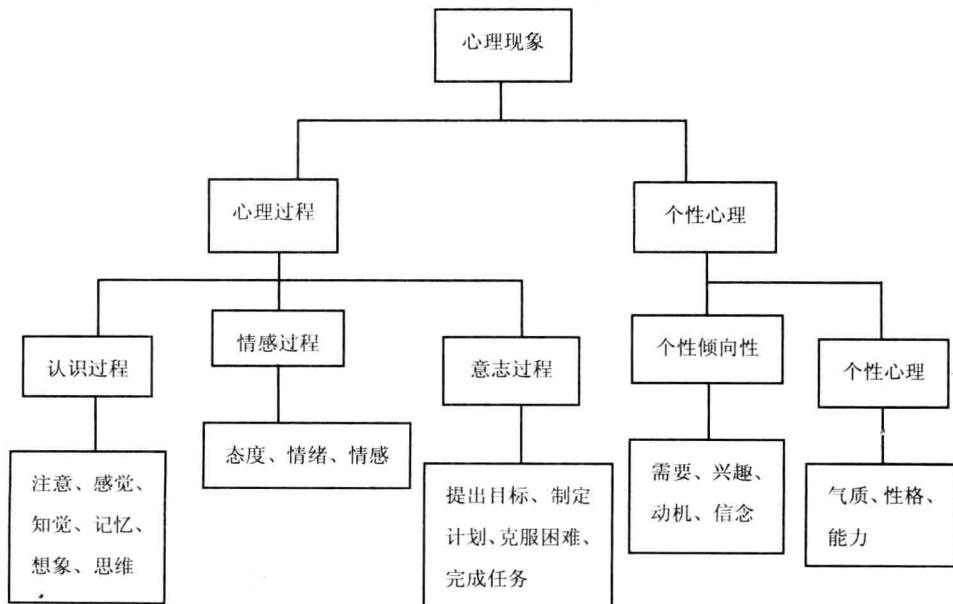 心理现象
心理过程
个性心理
认识过程
情感过程
意志过程
个性倾向性
个性心理
注意、感觉、
知觉、记忆、
想象、思维
态度、情绪、情感
提出目标、制定
计划、克服困难、
完成任务
需要、兴趣、
动机、信念
气质、性格、
能力